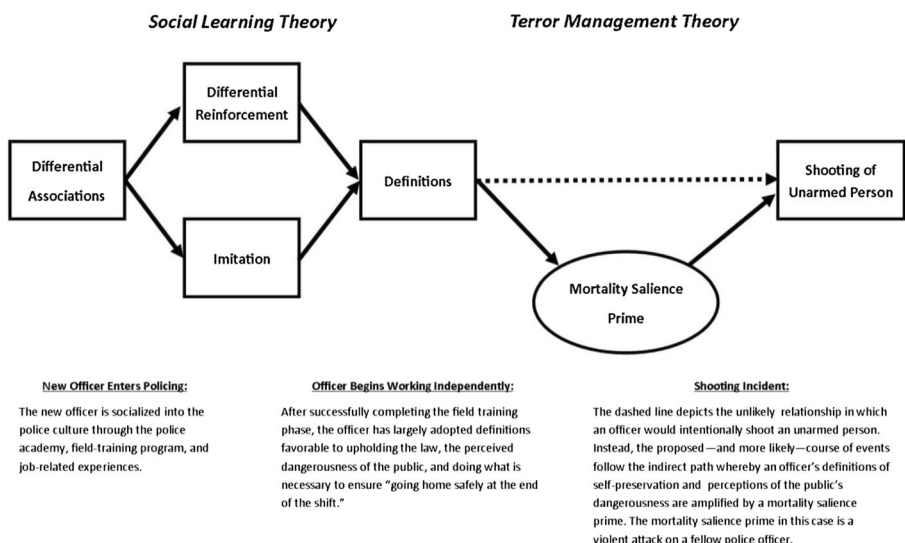 Social Learning Theory
Terror Management Theory
Differential
Reinforcement
Differential
Associations
Definitions
Shooting of
Unarmed Person
Imitation
Mortality Salience
Prime
New Officer Enters Policing:
The new officer is socialized into the
police culture through the police
academy, field-training program, and
job-related experiences.
Officer Begins Working Independently:
After successfully completing the field training
phase, the officer has largely adopted definitions
favorable to upholding the law, the perceived
dangerousness of the public, and doing what is
necessary to ensure “going home safely at the end
of the shift.”
Shooting Incident:
The dashed line depicts the unlikely relationship in which
an officer would intentionally shoot an unarmed person.
Instead, the proposed—and more likely—course of events
follow the indirect path whereby an officer’s definitions of
self-preservation and perceptions of the public’s
dangerousness are amplified by a mortality salience
prime. The mortality salience prime in this case is a
violent attack on a fellow police officer.